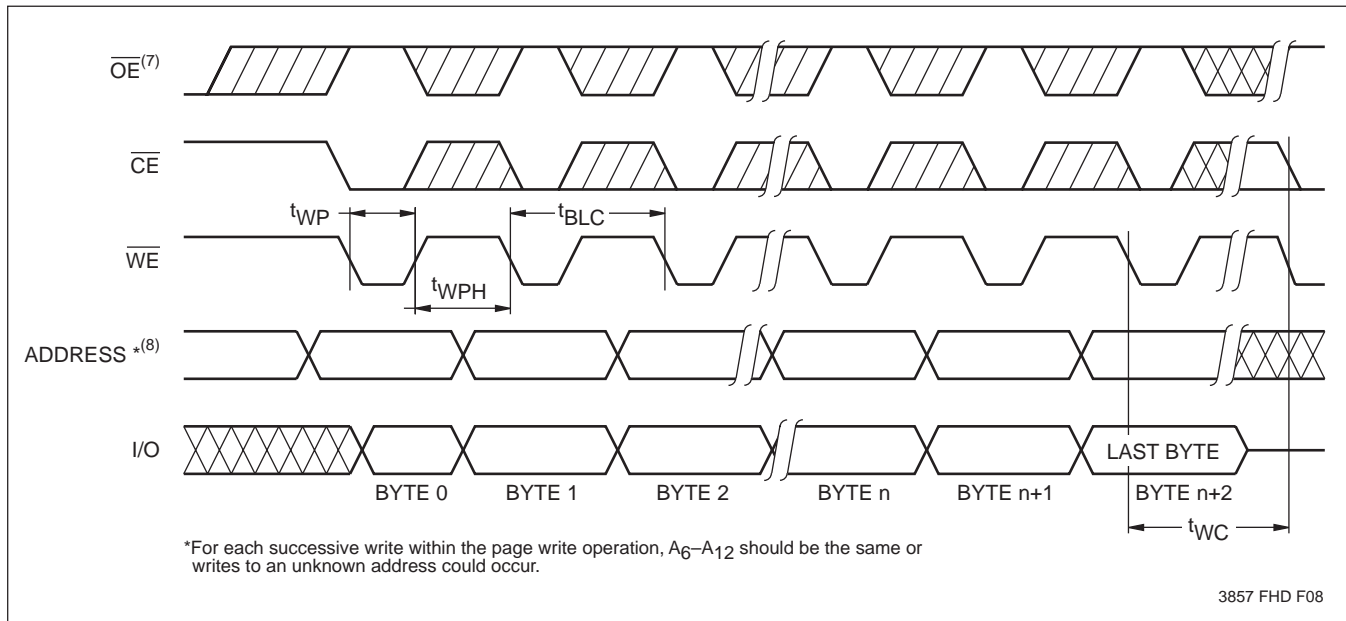 OE(7)
CE
tWP
tBLC
WE
tWPH
ADDRESS *(8)
I/O
LAST BYTE
BYTE 0 BYTE 1 BYTE 2 BYTE n BYTE n+1 BYTE n+2
tWC
*For each successive write within the page write operation, A6–A12 should be the same or
writes to an unknown address could occur.
3857 FHD F08